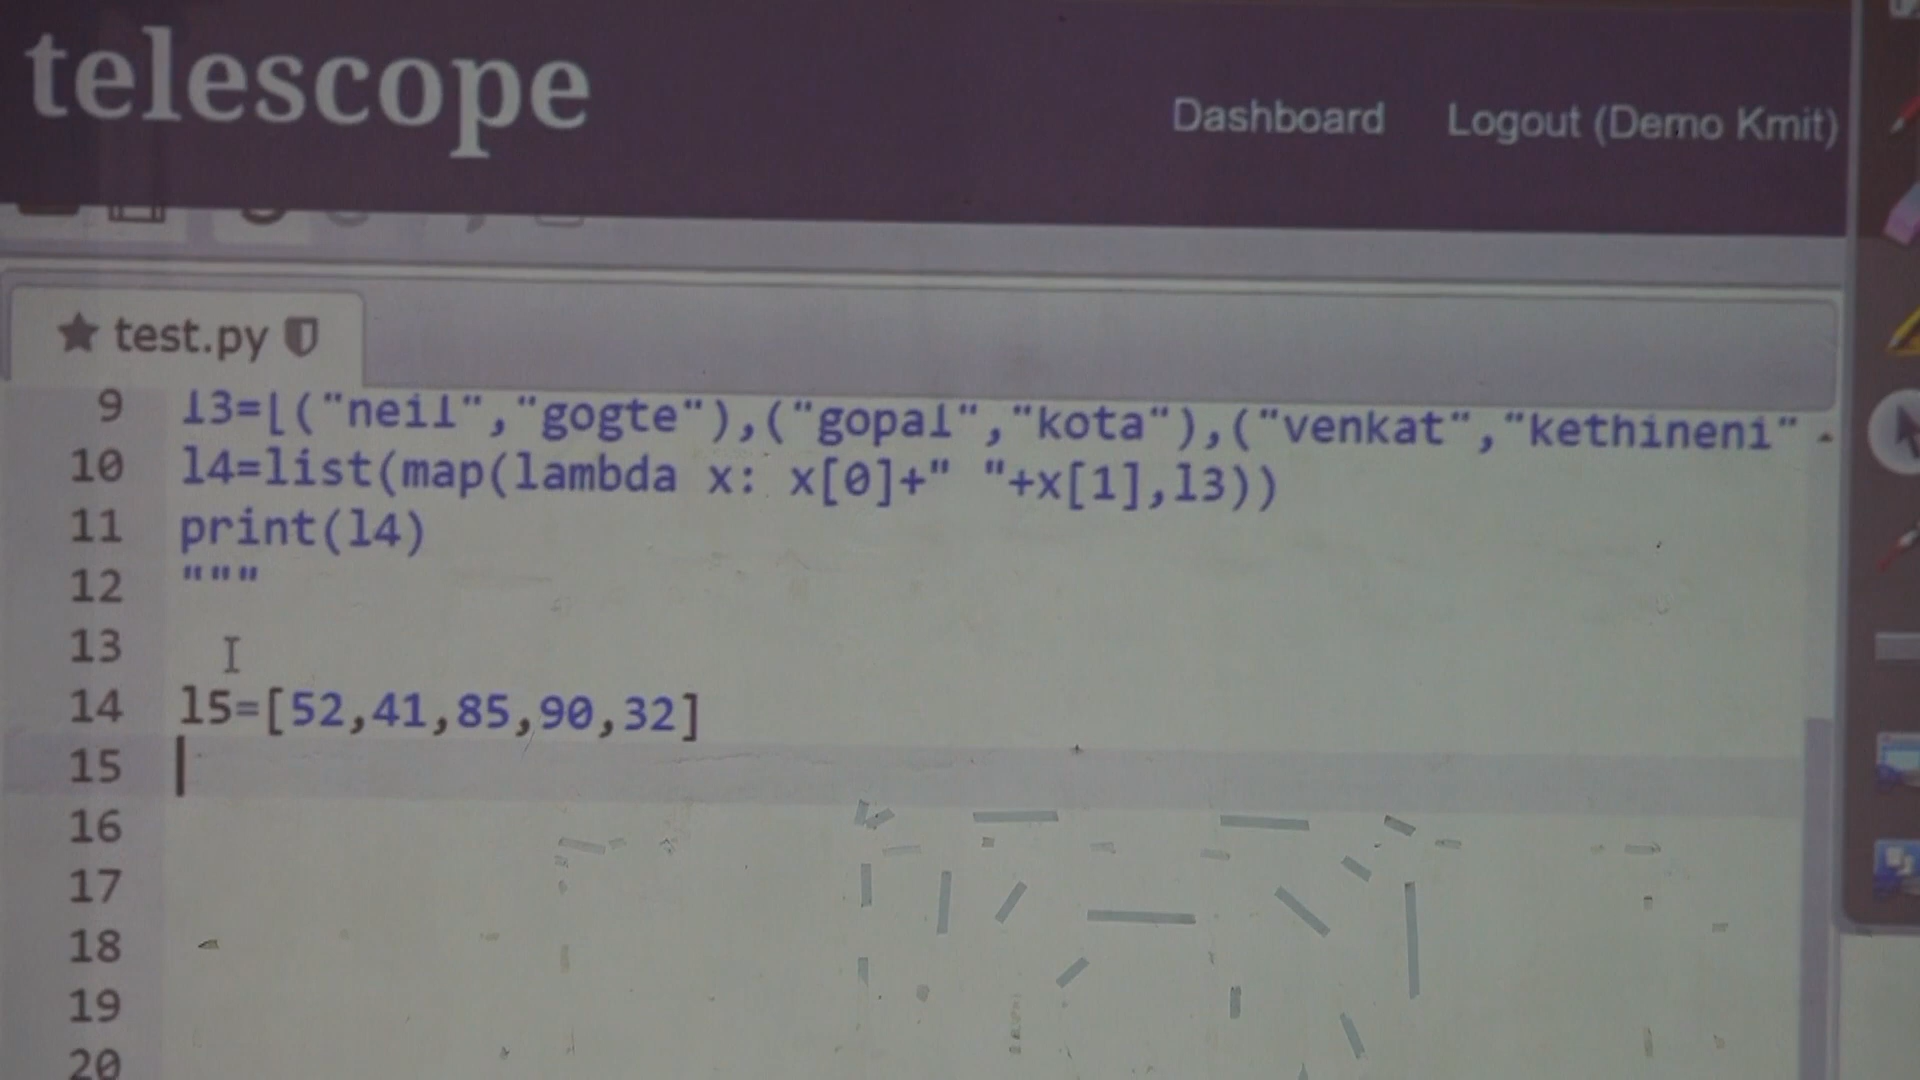 telescope
Dashboard Logout (Demo Kmit)
test.py
9 l3=[("neil","gogte"),("gopal","kota"),("venkat","kethineni"
10 l4=list(map(lambda x: x[0]+" "+x[1],l3))
11 print(l4)
12 """
13
14 l5=[52,41,85,90,32]
15
16
17
18
19
20